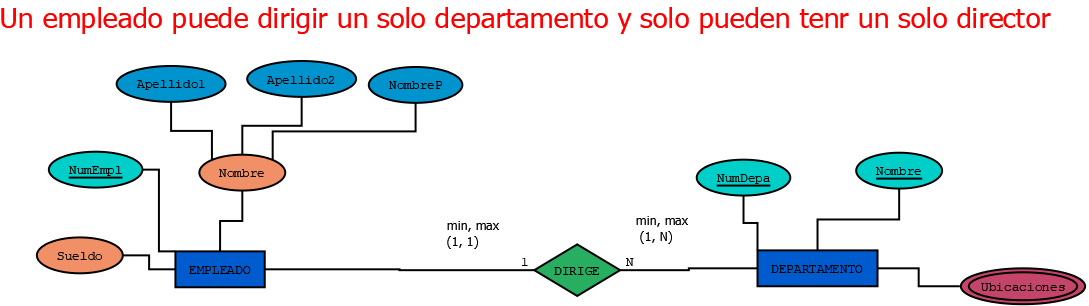 Un empleado puede dirigir un solo departamento y solo pueden tenr un solo director
Apellido1
Apellido2
NombreP
NumEmpl
Nombre
NumDepa
Nombre
min, max
(1, 1)
min, max
(1, N)
Sueldo
EMPLEADO
1
DIRIGE
N
DEPARTAMENTO
Ubicaciones